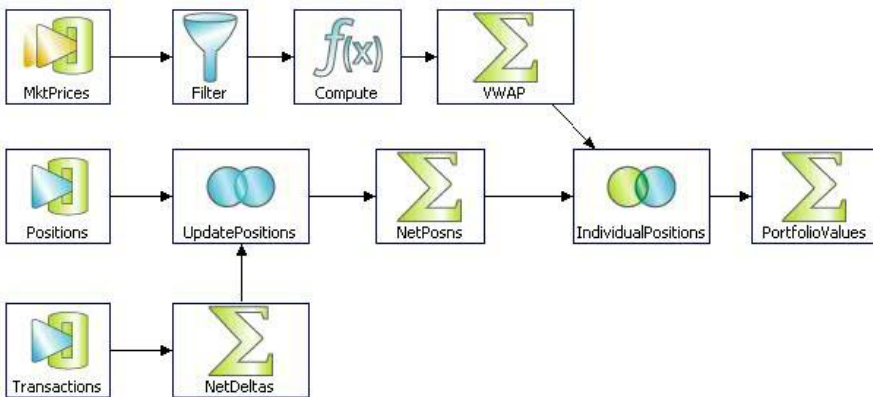 MktPrices
Filter
f(x)
Compute
Σ
VWAP
Positions
UpdatePositions
Σ
NetPosns
IndividualPositions
PortfolioValues
Σ
Transactions
Σ
NetDeltas